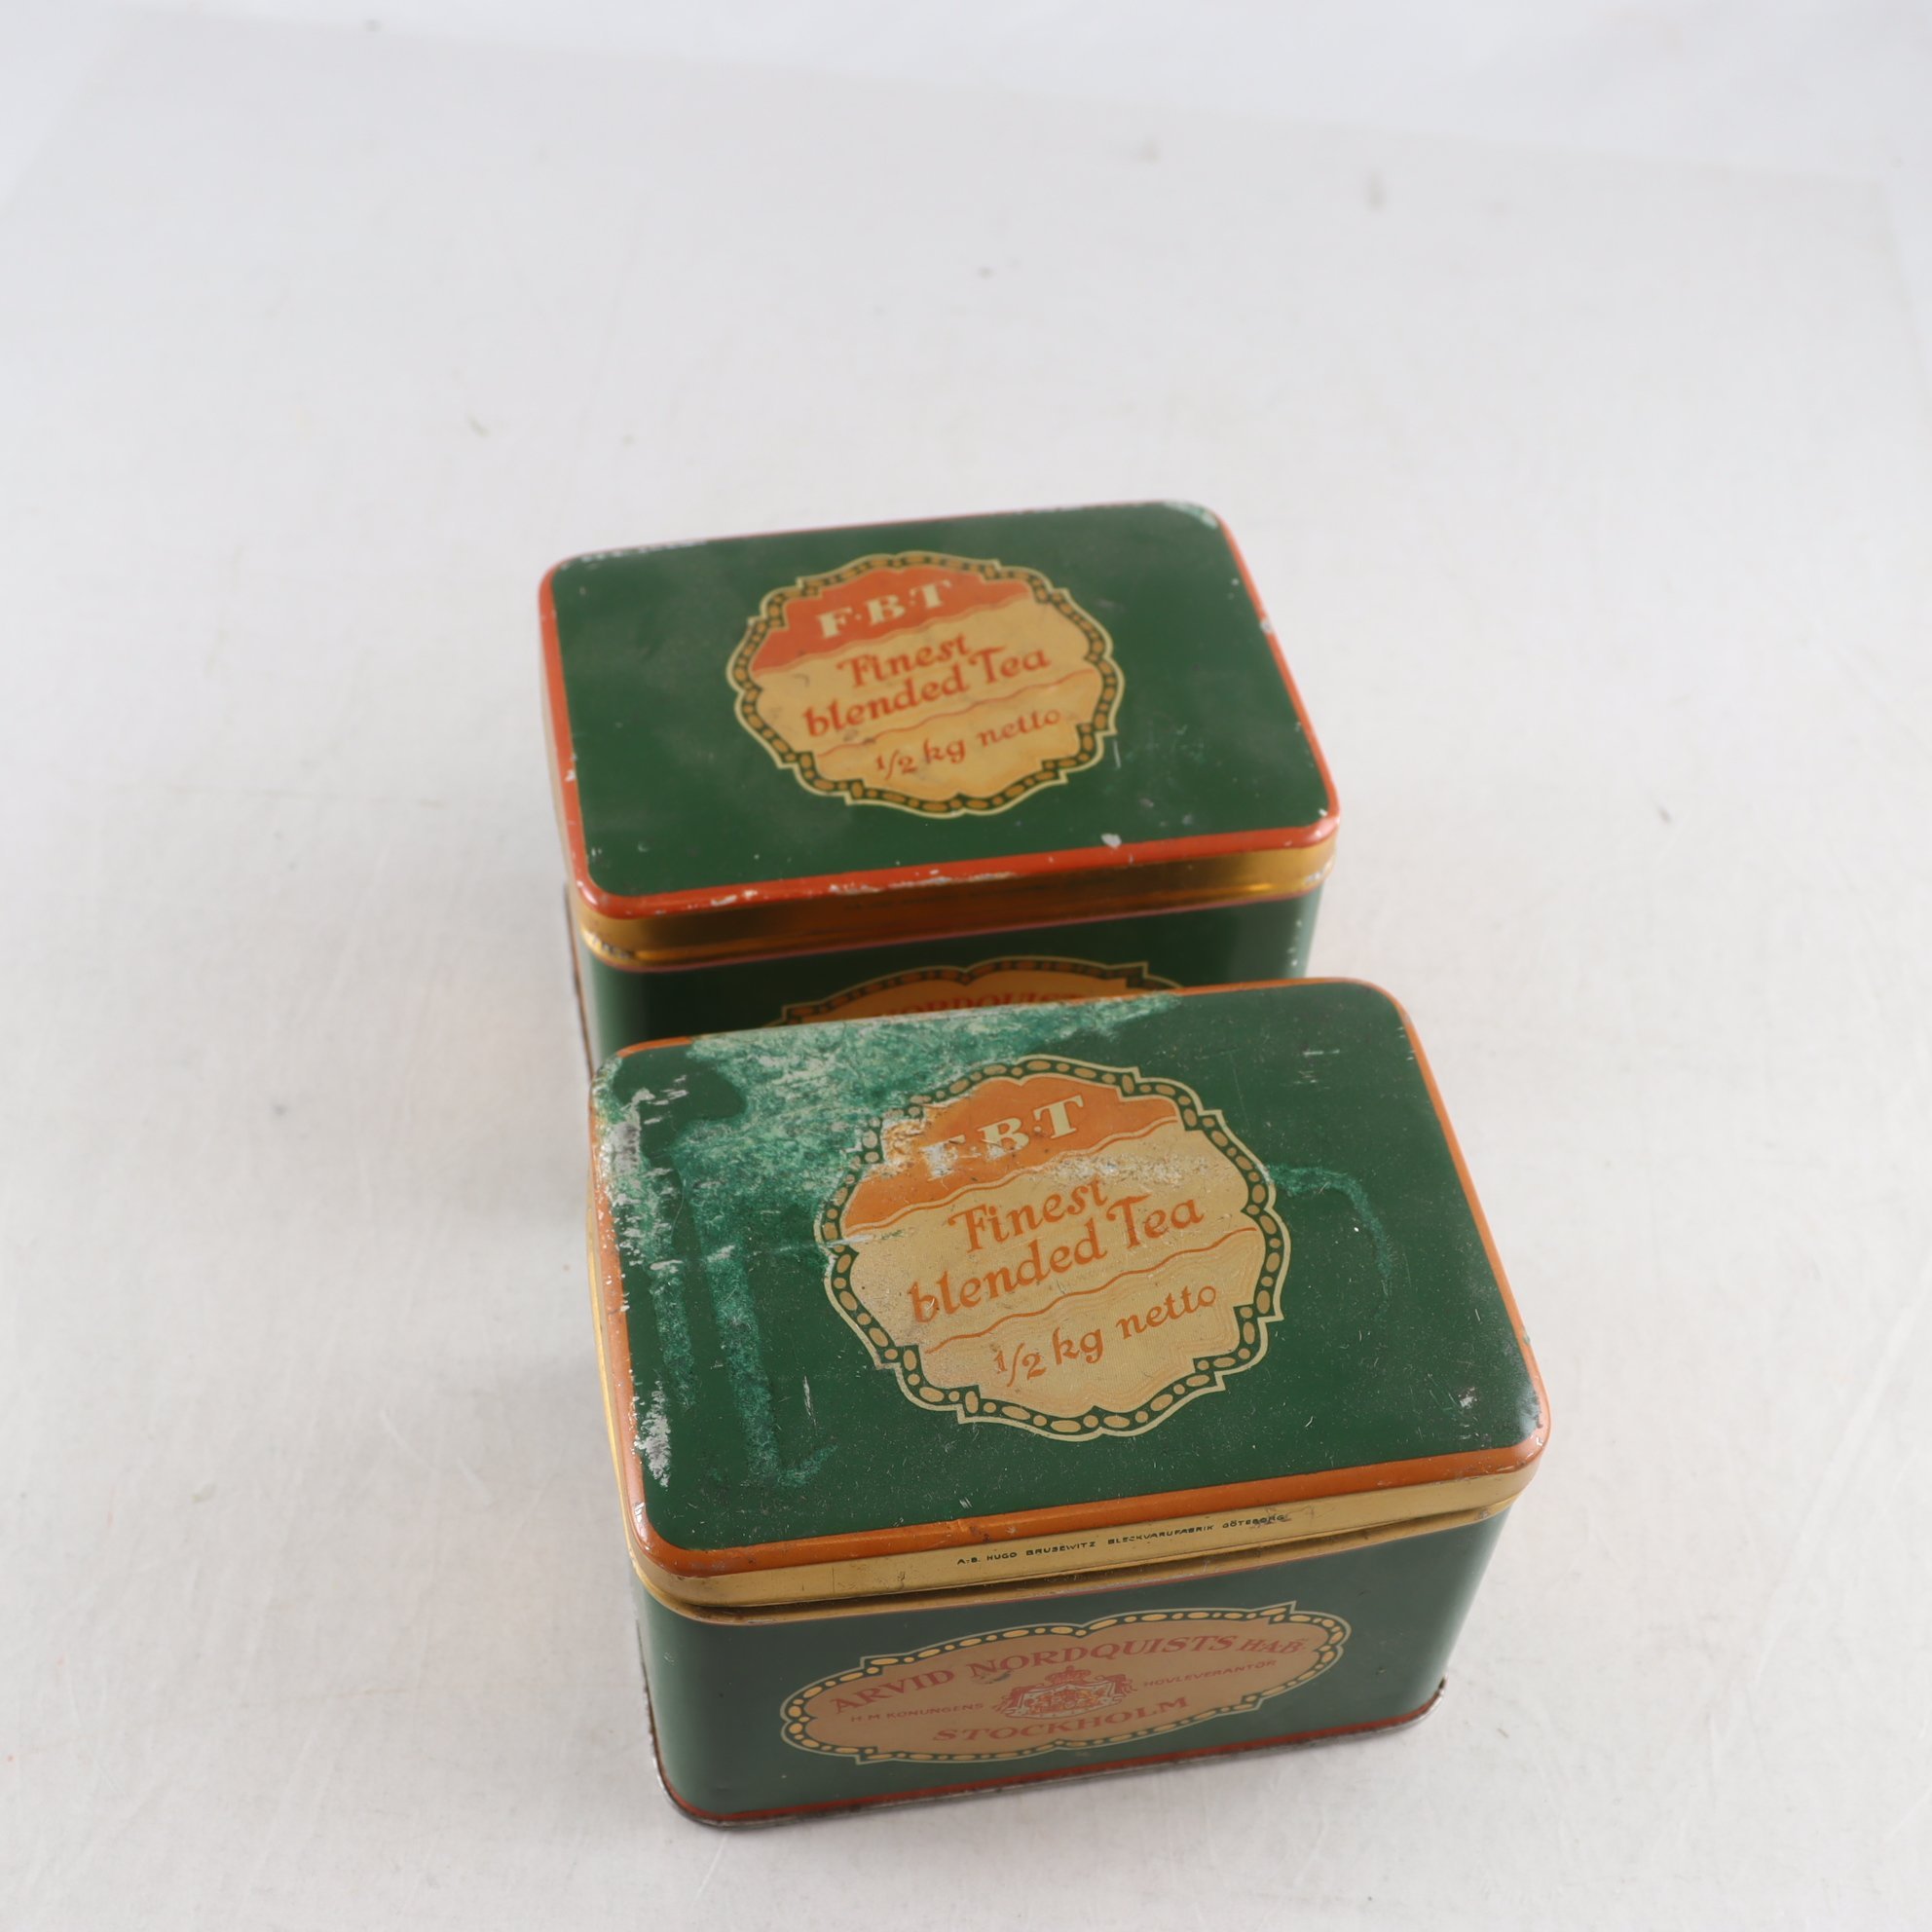 F·B·T
Finest
blended Tea
1/2 kg netto
NORDQUISTS
F·B·T
Finest
blended Tea
1/2 kg netto
A.-B. HUGO BRUSEWITZ BLECKVARUFABRIK GÖTEBORG
ARVID NORDQUISTS H.A.B.
H M KONUNGENS HOVLEVERANTÖR
STOCKHOLM